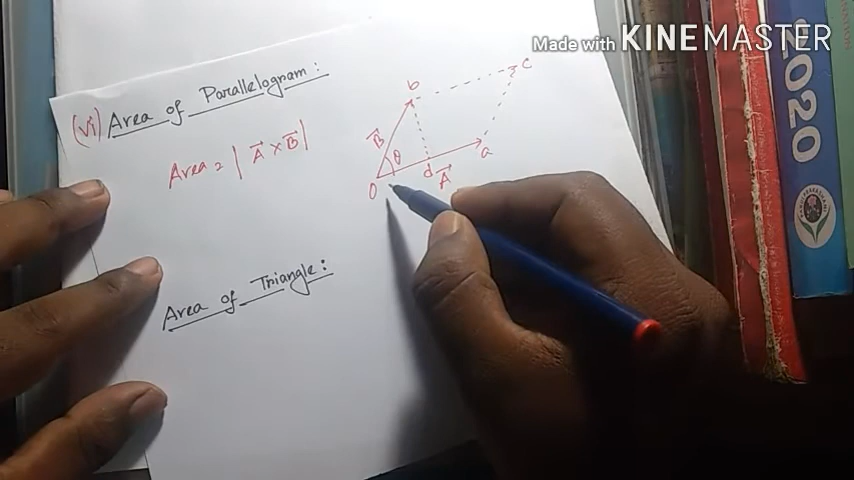 Made with KINEMASTER
(vi) Area of Parallelogram:
Area = | A⃗ × B⃗ |
b
c
B⃗
θ
a
d
A⃗
O
Area of Triangle:
2020